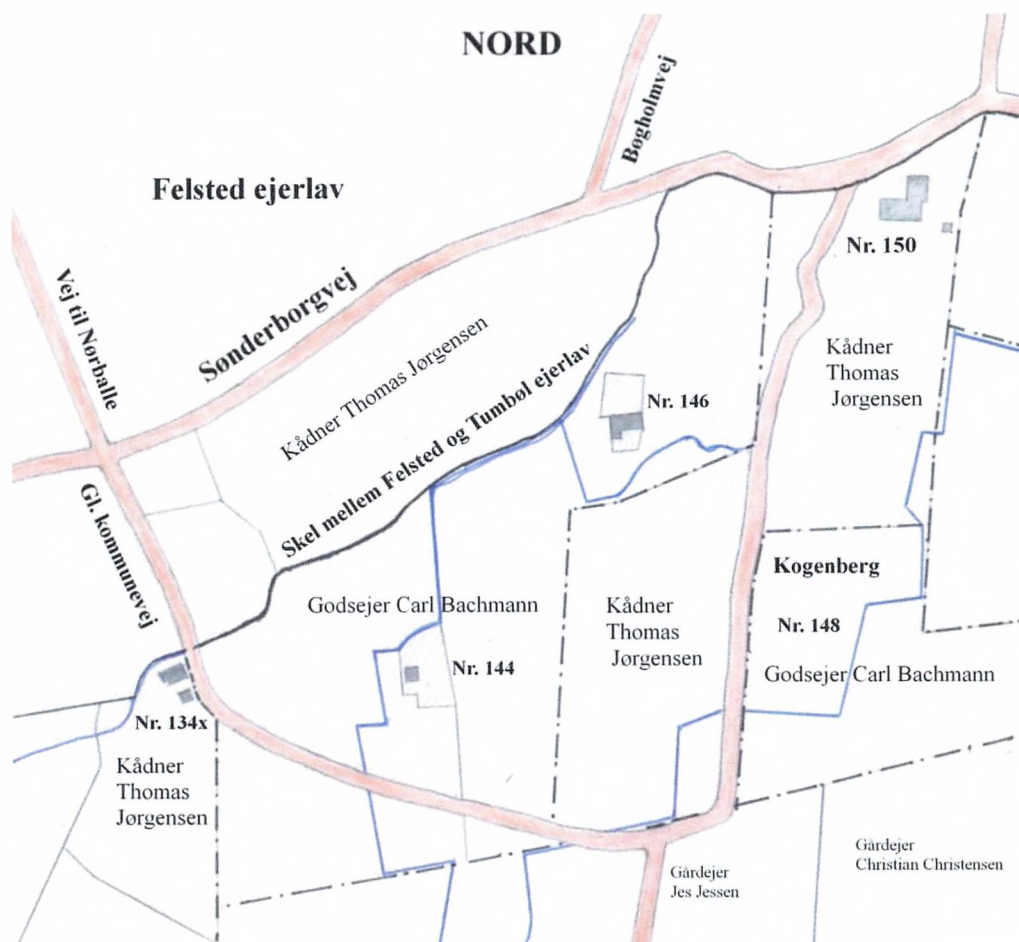 NORD
Bøgholmvej
Felsted ejerlav
Nr. 150
Vej til Nørballe
Sønderborgvej
Kådner Thomas Jørgensen
Kådner
Thomas
Jørgensen
Nr. 146
Skel mellem Felsted og Tumbøl ejerlav
Gl. kommunevej
Kogenberg
Godsejer Carl Bachmann
Kådner
Thomas
Jørgensen
Nr. 148
Nr. 144
Godsejer Carl Bachmann
Nr. 134x
Kådner
Thomas
Jørgensen
Gårdejer
Jes Jessen
Gårdejer
Christian Christensen